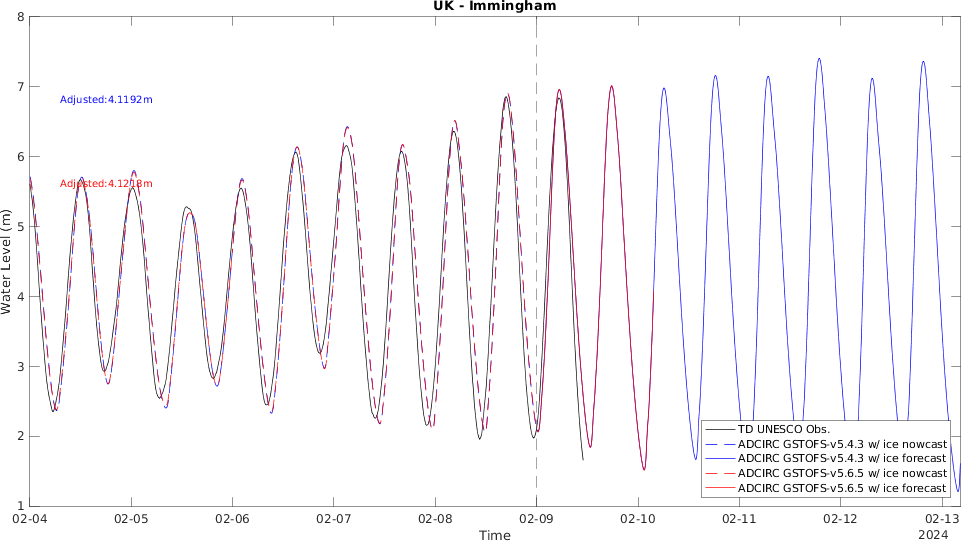 UK - Immingham
8
7
6
5
4
3
2
1
Water Level (m)
Adjusted:4.1192m
TD UNESCO Obs.
ADCIRC GSTOFS-v5.4.3 w/ ice nowcast
ADCIRC GSTOFS-v5.4.3 w/ ice forecast
ADCIRC GSTOFS-v5.6.5 w/ ice nowcast
ADCIRC GSTOFS-v5.6.5 w/ ice forecast
02-04 02-05 02-06 02-07 02-08 02-09 02-10 02-11 02-12 02-13
Time
2024